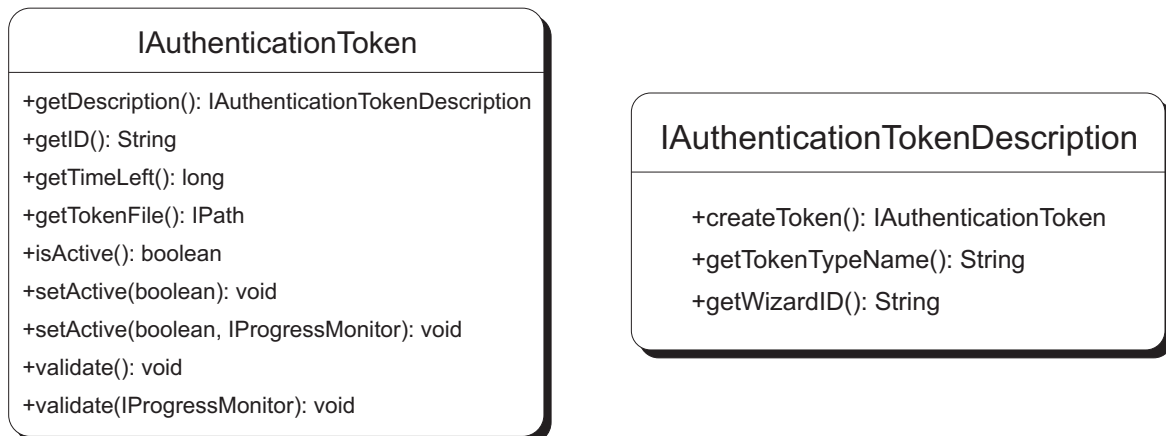 IAuthenticationToken
+getDescription(): IAuthenticationTokenDescription
+getID(): String
+getTimeLeft(): long
+getTokenFile(): IPath
+isActive(): boolean
+setActive(boolean): void
+setActive(boolean, IProgressMonitor): void
+validate(): void
+validate(IProgressMonitor): void
IAuthenticationTokenDescription
+createToken(): IAuthenticationToken
+getTokenTypeName(): String
+getWizardID(): String